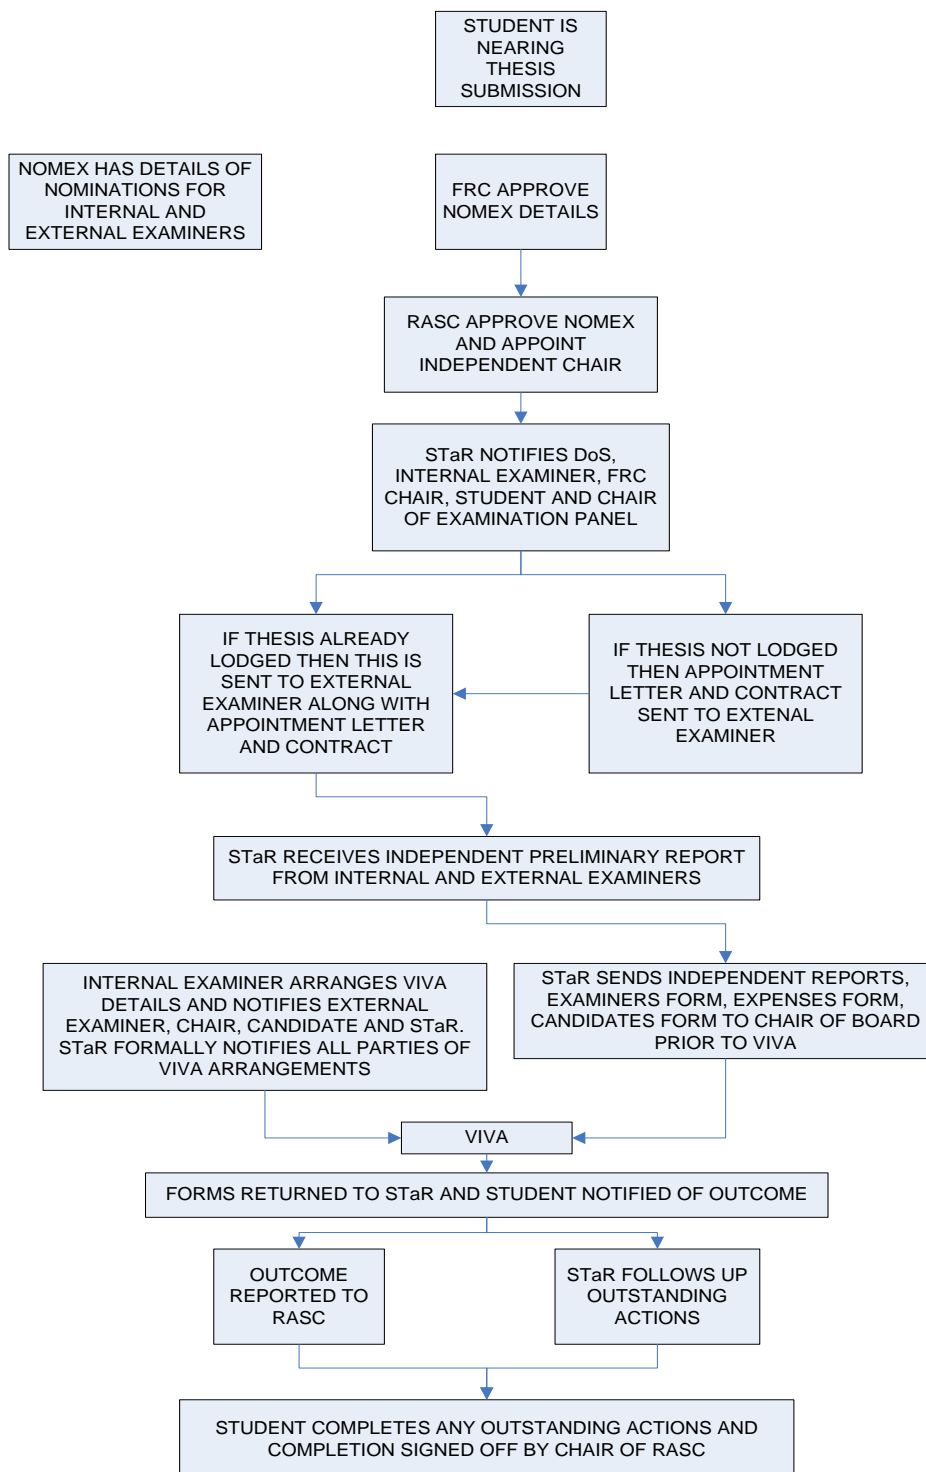 STUDENT IS
NEARING
THESIS
SUBMISSION
NOMEX HAS DETAILS OF
NOMINATIONS FOR
INTERNAL AND
EXTERNAL EXAMINERS
FRC APPROVE
NOMEX DETAILS
RASC APPROVE NOMEX
AND APPOINT
INDEPENDENT CHAIR
STaR NOTIFIES DoS,
INTERNAL EXAMINER, FRC
CHAIR, STUDENT AND CHAIR
OF EXAMINATION PANEL
IF THESIS ALREADY
LODGED THEN THIS IS
SENT TO EXTERNAL
EXAMINER ALONG WITH
APPOINTMENT LETTER
AND CONTRACT
IF THESIS NOT LODGED
THEN APPOINTMENT
LETTER AND CONTRACT
SENT TO EXTENAL
EXAMINER
STaR RECEIVES INDEPENDENT PRELIMINARY REPORT
FROM INTERNAL AND EXTERNAL EXAMINERS
INTERNAL EXAMINER ARRANGES VIVA
DETAILS AND NOTIFIES EXTERNAL
EXAMINER, CHAIR, CANDIDATE AND STaR.
STaR FORMALLY NOTIFIES ALL PARTIES OF
VIVA ARRANGEMENTS
STaR SENDS INDEPENDENT REPORTS,
EXAMINERS FORM, EXPENSES FORM,
CANDIDATES FORM TO CHAIR OF BOARD
PRIOR TO VIVA
VIVA
FORMS RETURNED TO STaR AND STUDENT NOTIFIED OF OUTCOME
OUTCOME
REPORTED TO
RASC
STaR FOLLOWS UP
OUTSTANDING
ACTIONS
STUDENT COMPLETES ANY OUTSTANDING ACTIONS AND
COMPLETION SIGNED OFF BY CHAIR OF RASC